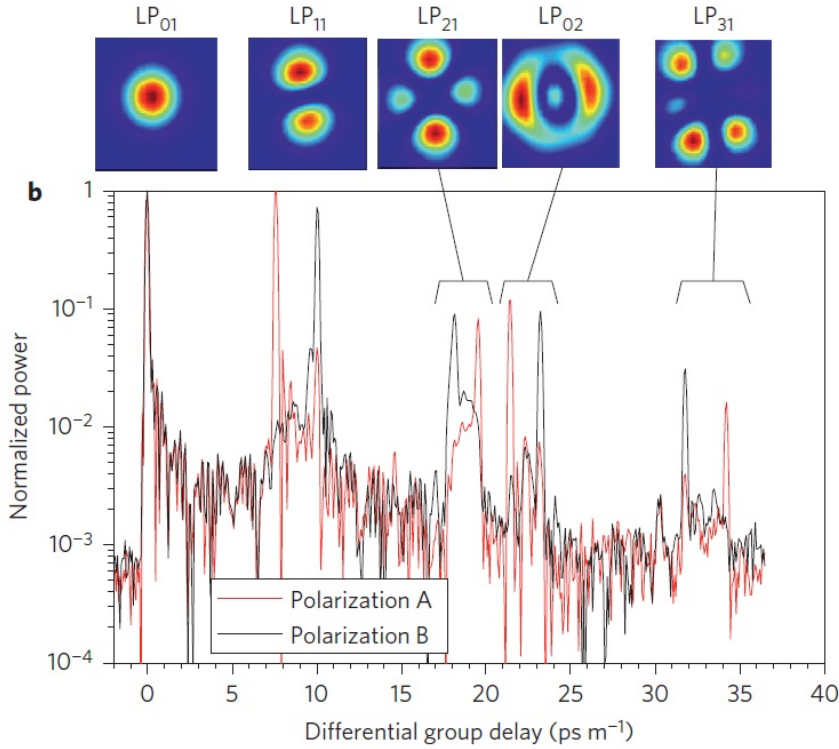 LP₀₁ LP₁₁ LP₂₁ LP₀₂ LP₃₁
b
1
10⁻¹
10⁻²
10⁻³
10⁻⁴
Normalized power
Polarization A
Polarization B
0 5 10 15 20 25 30 35 40
Differential group delay (ps m⁻¹)